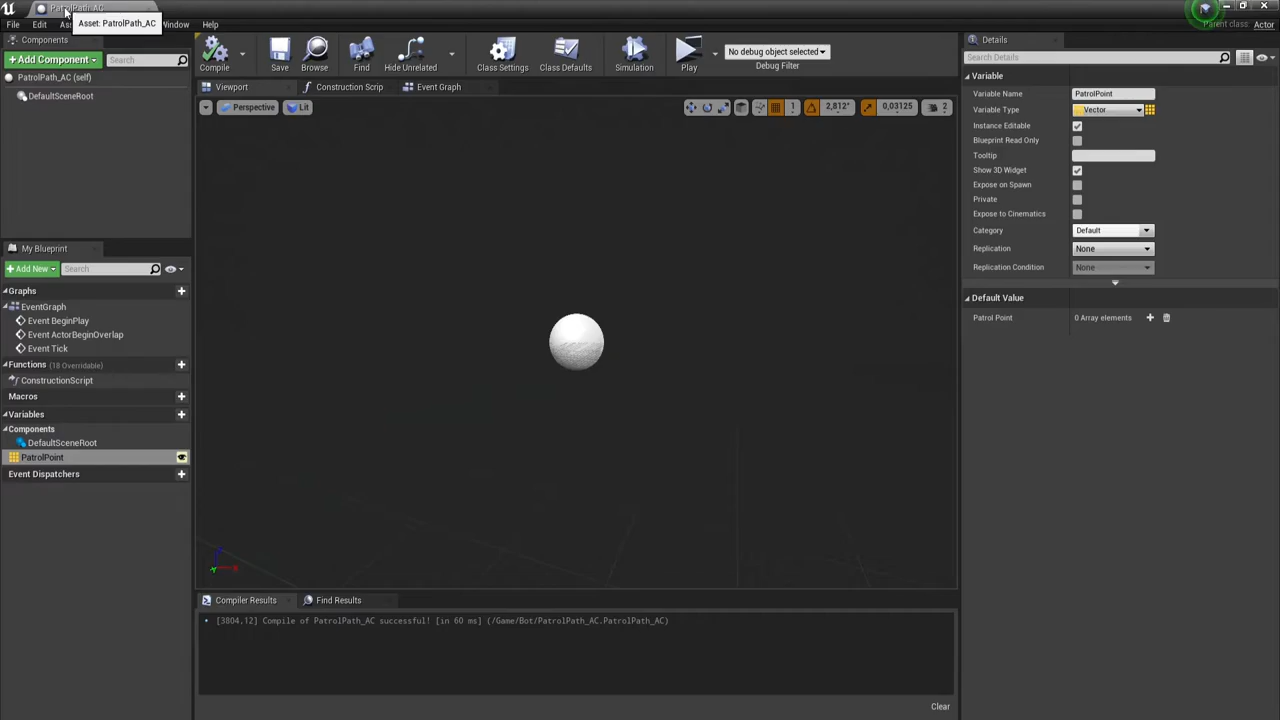 PatrolPath_AC
Asset: PatrolPath_AC
File
Edit
Window
Help
Parent class:
Actor
Components
+Add Component
Search
PatrolPath_AC (self)
DefaultSceneRoot
Compile
Save
Browse
Find
Hide Unrelated
Class Settings
Class Defaults
Simulation
Play
No debug object selected
Debug Filter
Viewport
Construction Scrip
Event Graph
Perspective
Lit
1
2,812°
0,03125
2
My Blueprint
+Add New
Search
Graphs
EventGraph
Event BeginPlay
Event ActorBeginOverlap
Event Tick
Functions (18 Overridable)
ConstructionScript
Macros
Variables
Components
DefaultSceneRoot
PatrolPoint
Event Dispatchers
Compiler Results
Find Results
[3804,12] Compile of PatrolPath_AC successful! [in 60 ms] (/Game/Bot/PatrolPath_AC.PatrolPath_AC)
Clear
Details
Search Details
Variable
Variable Name
PatrolPoint
Variable Type
Vector
Instance Editable
Blueprint Read Only
Tooltip
Show 3D Widget
Expose on Spawn
Private
Expose to Cinematics
Category
Default
Replication
None
Replication Condition
None
Default Value
Patrol Point
0 Array elements